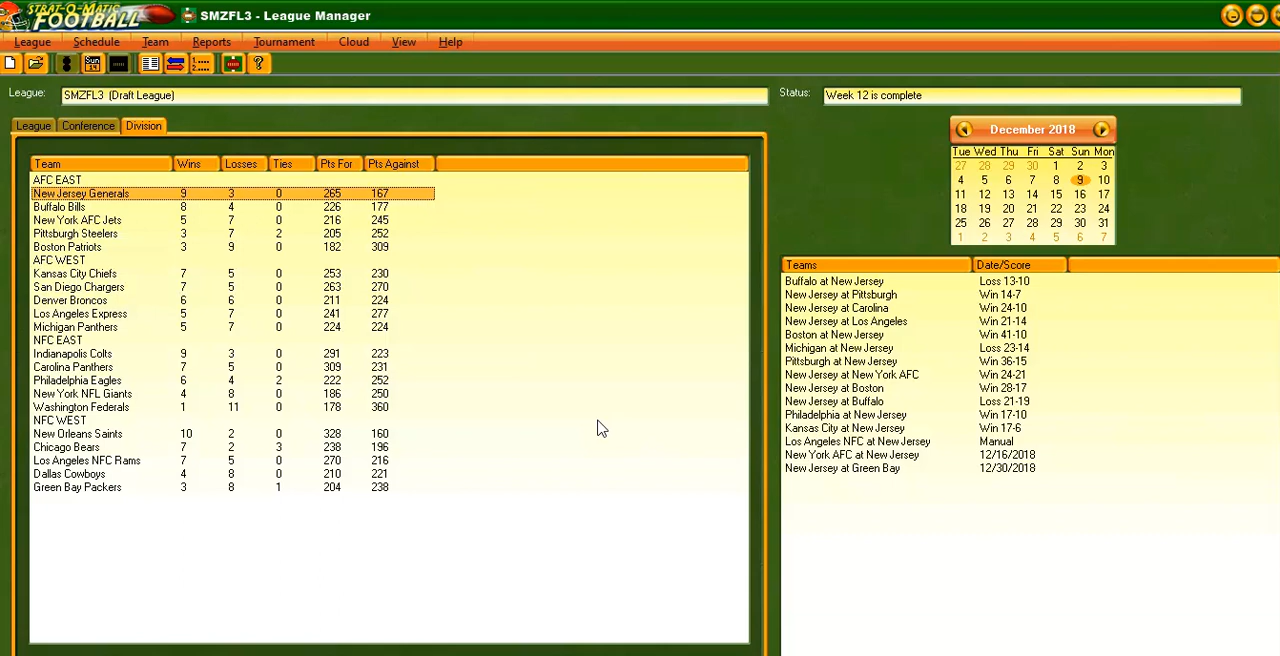 STRAT-O-MATIC
FOOTBALL
SMZFL3 - League Manager
League Schedule Team Reports Tournament Cloud View Help
League: SMZFL3 (Draft League) Status: Week 12 is complete
League Conference Division
December 2018
Tue Wed Thu Fri Sat Sun Mon
27 28 29 30 1 2 3
4 5 6 7 8 9 10
11 12 13 14 15 16 17
18 19 20 21 22 23 24
25 26 27 28 29 30 31
1 2 3 4 5 6 7
Team Wins Losses Ties Pts For Pts Against
AFC EAST
New Jersey Generals 9 3 0 265 167
Buffalo Bills 8 4 0 226 177
New York AFC Jets 5 7 0 216 245
Pittsburgh Steelers 3 7 2 205 252
Boston Patriots 3 9 0 182 309
AFC WEST
Kansas City Chiefs 7 5 0 253 230
San Diego Chargers 7 5 0 263 270
Denver Broncos 6 6 0 211 224
Los Angeles Express 5 7 0 241 277
Michigan Panthers 5 7 0 224 224
NFC EAST
Indianapolis Colts 9 3 0 291 223
Carolina Panthers 7 5 0 309 231
Philadelphia Eagles 6 4 2 222 252
New York NFL Giants 4 8 0 186 250
Washington Federals 1 11 0 178 360
NFC WEST
New Orleans Saints 10 2 0 328 160
Chicago Bears 7 2 3 238 196
Los Angeles NFC Rams 7 5 0 270 216
Dallas Cowboys 4 8 0 210 221
Green Bay Packers 3 8 1 204 238
Teams Date/Score
Buffalo at New Jersey Loss 13-10
New Jersey at Pittsburgh Win 14-7
New Jersey at Carolina Win 24-10
New Jersey at Los Angeles Win 21-14
Boston at New Jersey Win 41-10
Michigan at New Jersey Loss 23-14
Pittsburgh at New Jersey Win 36-15
New Jersey at New York AFC Win 24-21
New Jersey at Boston Win 28-17
New Jersey at Buffalo Loss 21-19
Philadelphia at New Jersey Win 17-10
Kansas City at New Jersey Win 17-6
Los Angeles NFC at New Jersey Manual
New York AFC at New Jersey 12/16/2018
New Jersey at Green Bay 12/30/2018